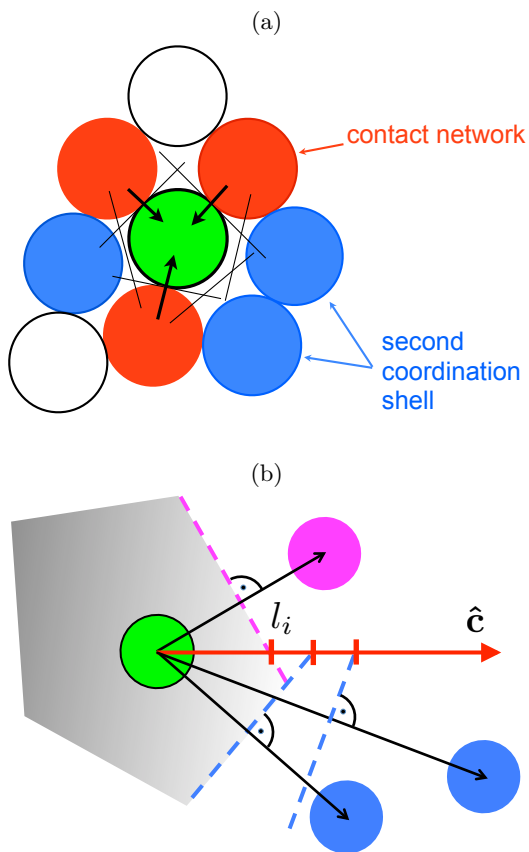 (a)
contact network
second
coordination
shell
(b)
l_i
ĉ